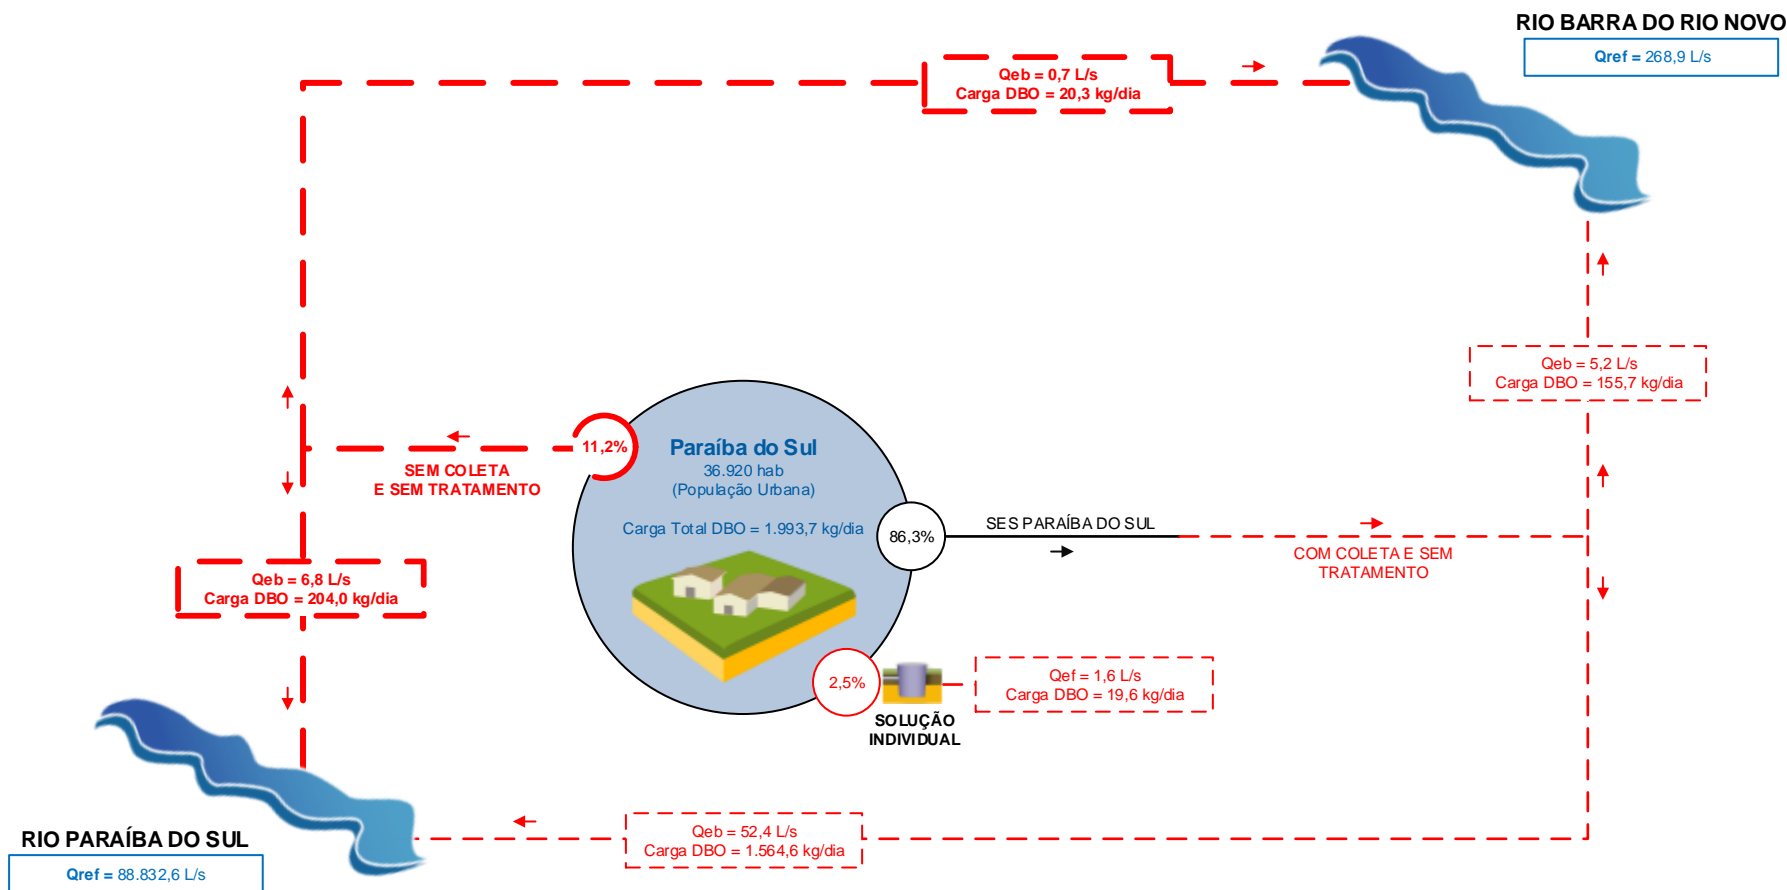 RIO BARRA DO RIO NOVO
Qref = 268,9 L/s
Qeb = 0,7 L/s
Carga DBO = 20,3 kg/dia
Qeb = 5,2 L/s
Carga DBO = 155,7 kg/dia
11,2%
SEM COLETA
E SEM TRATAMENTO
Paraíba do Sul
36.920 hab
(População Urbana)
Carga Total DBO = 1.993,7 kg/dia
86,3%
SES PARAÍBA DO SUL
COM COLETA E SEM
TRATAMENTO
Qeb = 6,8 L/s
Carga DBO = 204,0 kg/dia
2,5%
SOLUÇÃO
INDIVIDUAL
Qef = 1,6 L/s
Carga DBO = 19,6 kg/dia
Qeb = 52,4 L/s
Carga DBO = 1.564,6 kg/dia
RIO PARAÍBA DO SUL
Qref = 88.832,6 L/s